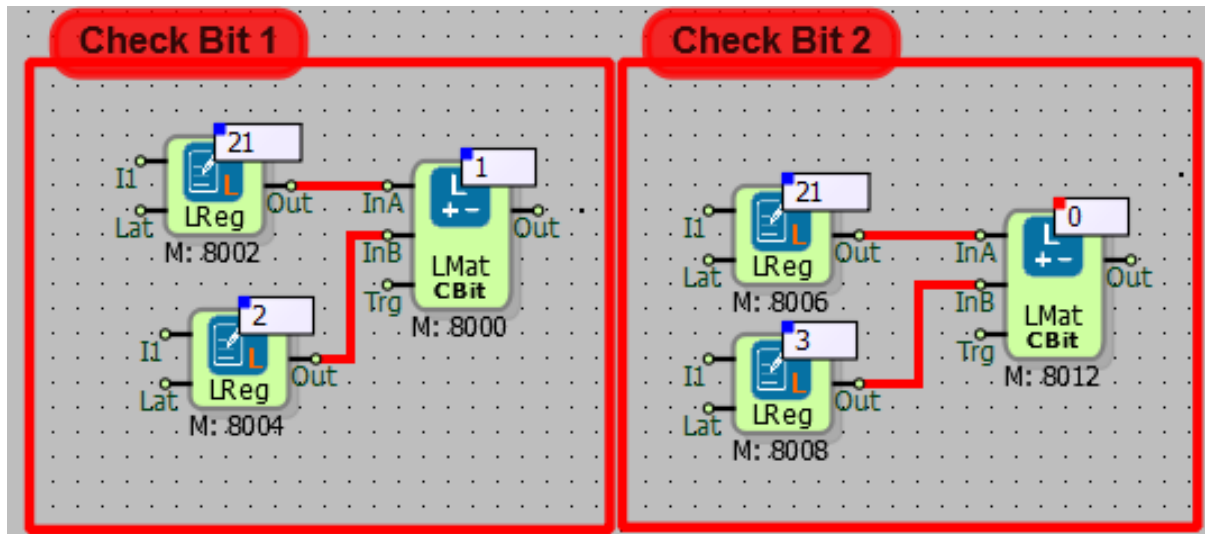 Check Bit 1
21
I1
Lat
L
LReg
Out
M: 8002
2
I1
Lat
L
LReg
Out
M: 8004
1
InA
InB
Trg
L
+-
LMat
CBit
Out
M: 8000
Check Bit 2
21
I1
Lat
L
LReg
Out
M: 8006
3
I1
Lat
L
LReg
Out
M: 8008
0
InA
InB
Trg
L
+-
LMat
CBit
Out
M: 8012